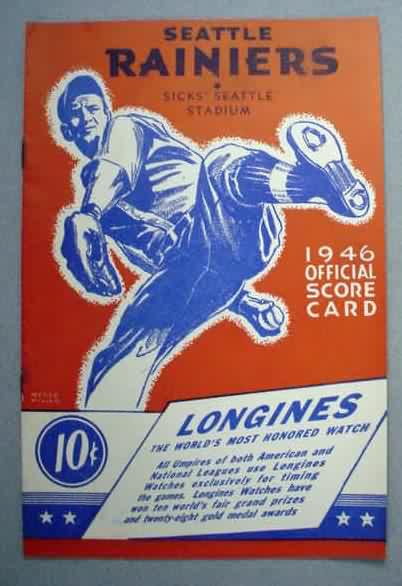 SEATTLE
RAINIERS
SICKS' SEATTLE
STADIUM
1946
OFFICIAL
SCORE
CARD
10¢
LONGINES
THE WORLD'S MOST HONORED WATCH
All Umpires of both American and
National Leagues use Longines
Watches exclusively for timing
the games. Longines Watches have
won ten world's fair grand prizes
and twenty-eight gold medal awards